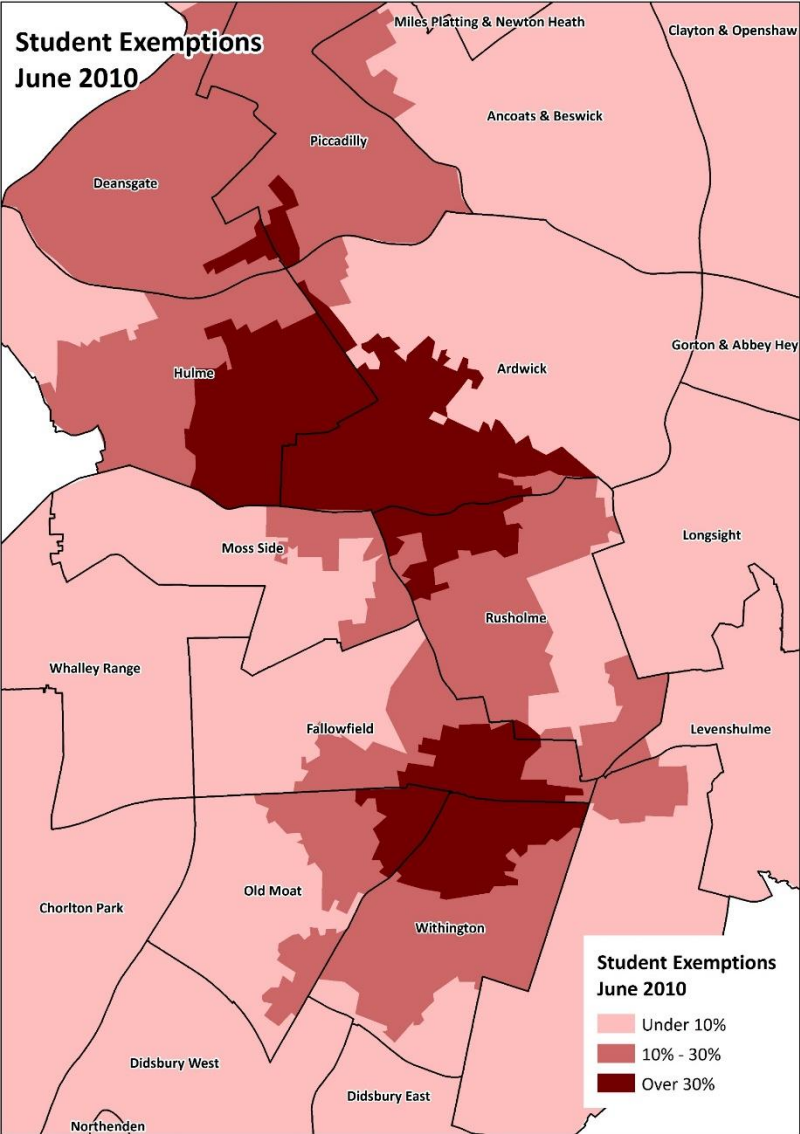 Student Exemptions
June 2010
Miles Platting & Newton Heath
Clayton & Openshaw
Ancoats & Beswick
Piccadilly
Deansgate
Gorton & Abbey Hey
Ardwick
Hulme
Longsight
Moss Side
Rusholme
Whalley Range
Fallowfield
Levenshulme
Old Moat
Chorlton Park
Withington
Student Exemptions
June 2010
Under 10%
10% - 30%
Over 30%
Didsbury West
Didsbury East
Northenden